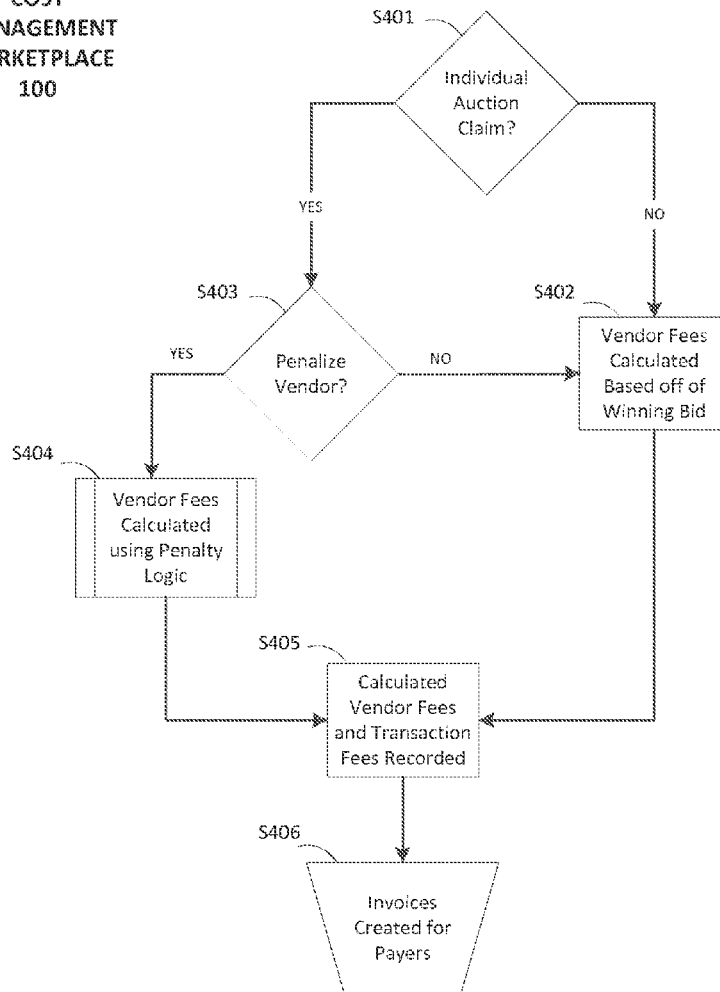 COST
NAGEMENT
RKETPLACE
100
S401
Individual
Auction
Claim?
YES
NO
S403
Penalize
Vendor?
YES
NO
S402
Vendor Fees
Calculated
Based off of
Winning Bid
S404
Vendor Fees
Calculated
using Penalty
Logic
S405
Calculated
Vendor Fees
and Transaction
Fees Recorded
S406
Invoices
Created for
Payers